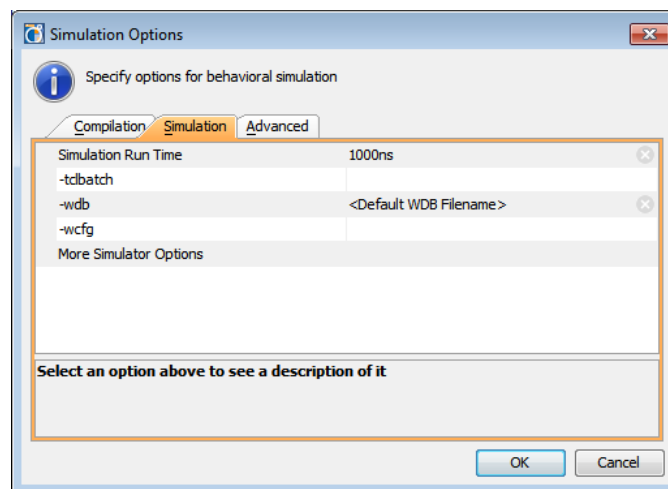 Simulation Options
Specify options for behavioral simulation
Compilation Simulation Advanced
Simulation Run Time 1000ns
-tclbatch
-wdb <Default WDB Filename>
-wcfg
More Simulator Options
Select an option above to see a description of it
OK Cancel